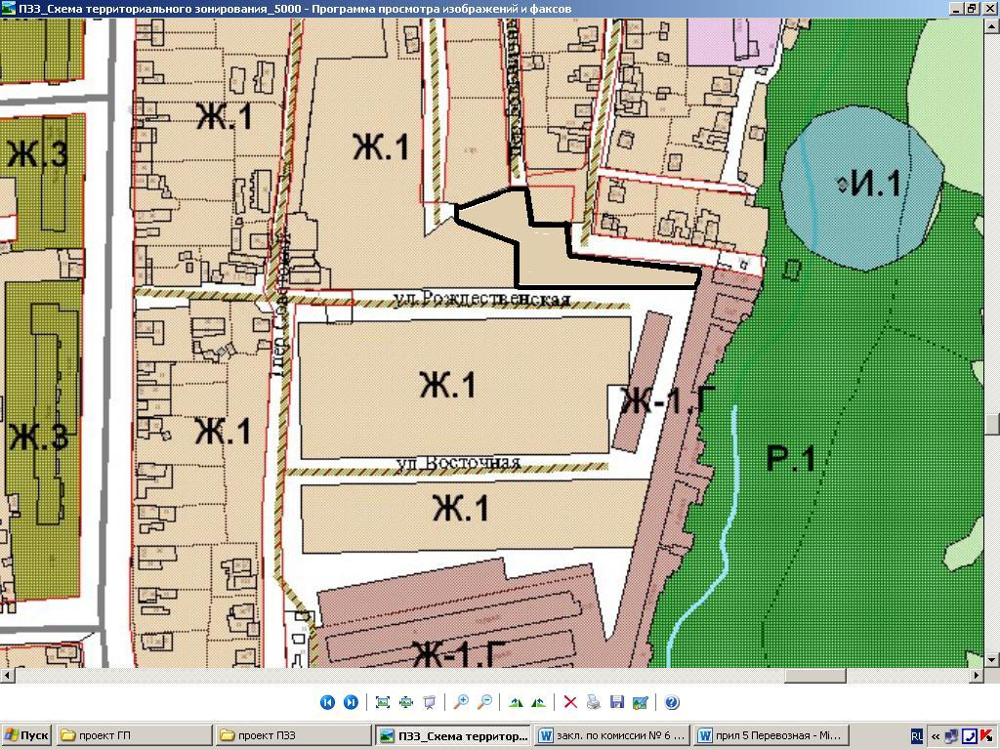 ПЗЗ_Схема территориального зонирования_5000 - Программа просмотра изображений и факсов
Ж.1
Ж.1
Ж.3
И.1
ул.Рождественская
Ж.1
Ж-1.Г
Ж.1
Ж.3
ул.Восточная
Р.1
Ж.1
Ж-1.Г
Пуск
проект ГП
проект ПЗЗ
ПЗЗ_Схема территор...
закл. по комиссии № 6 ...
прил 5 Перевозная - Mi...
RL